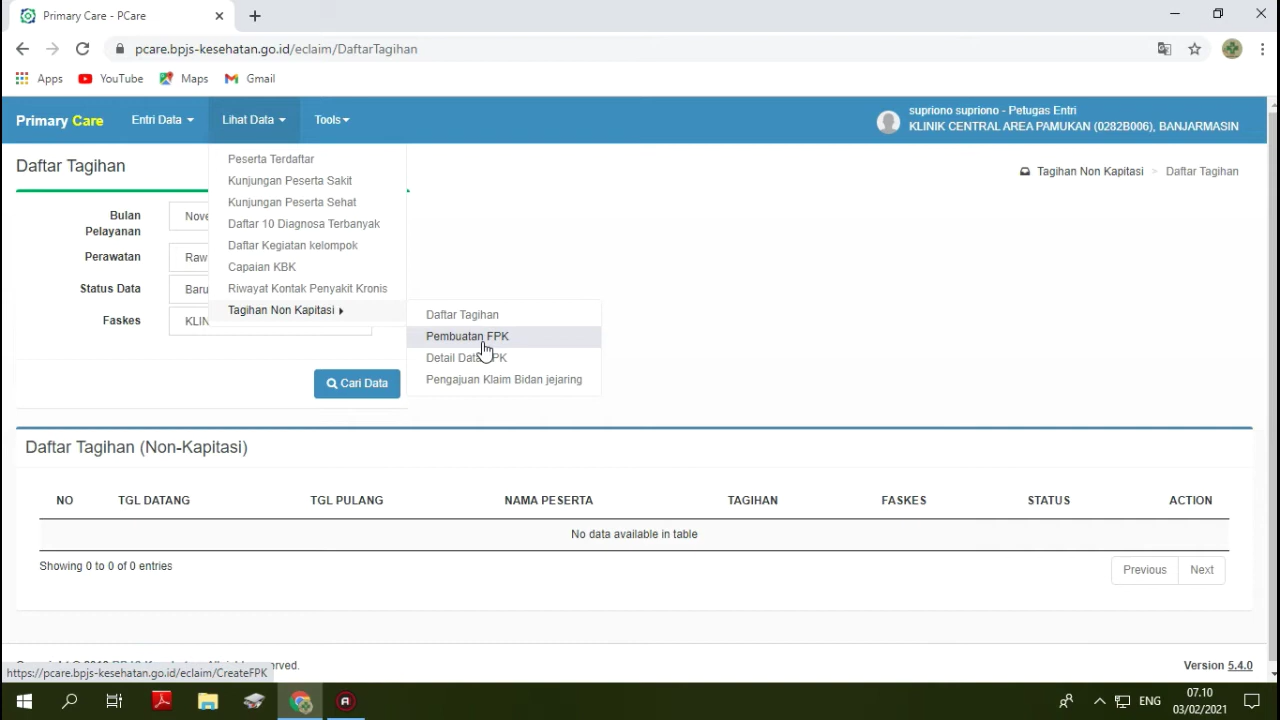 Primary Care - PCare
pcare.bpjs-kesehatan.go.id/eclaim/DaftarTagihan
Apps YouTube Maps Gmail
Primary Care Entri Data Lihat Data Tools
supriono supriono - Petugas Entri
KLINIK CENTRAL AREA PAMUKAN (0282B006), BANJARMASIN
Daftar Tagihan
Tagihan Non Kapitasi > Daftar Tagihan
Peserta Terdaftar
Kunjungan Peserta Sakit
Kunjungan Peserta Sehat
Daftar 10 Diagnosa Terbanyak
Daftar Kegiatan kelompok
Capaian KBK
Riwayat Kontak Penyakit Kronis
Tagihan Non Kapitasi
Daftar Tagihan
Pembuatan FPK
Detail Data FPK
Pengajuan Klaim Bidan jejaring
Bulan Pelayanan Nove
Perawatan Raw
Status Data Baru
Faskes KLIN
Cari Data
Daftar Tagihan (Non-Kapitasi)
NO TGL DATANG TGL PULANG NAMA PESERTA TAGIHAN FASKES STATUS ACTION
No data available in table
Showing 0 to 0 of 0 entries
Previous Next
Version 5.4.0
https://pcare.bpjs-kesehatan.go.id/eclaim/CreateFPK
ENG
07.10
03/02/2021